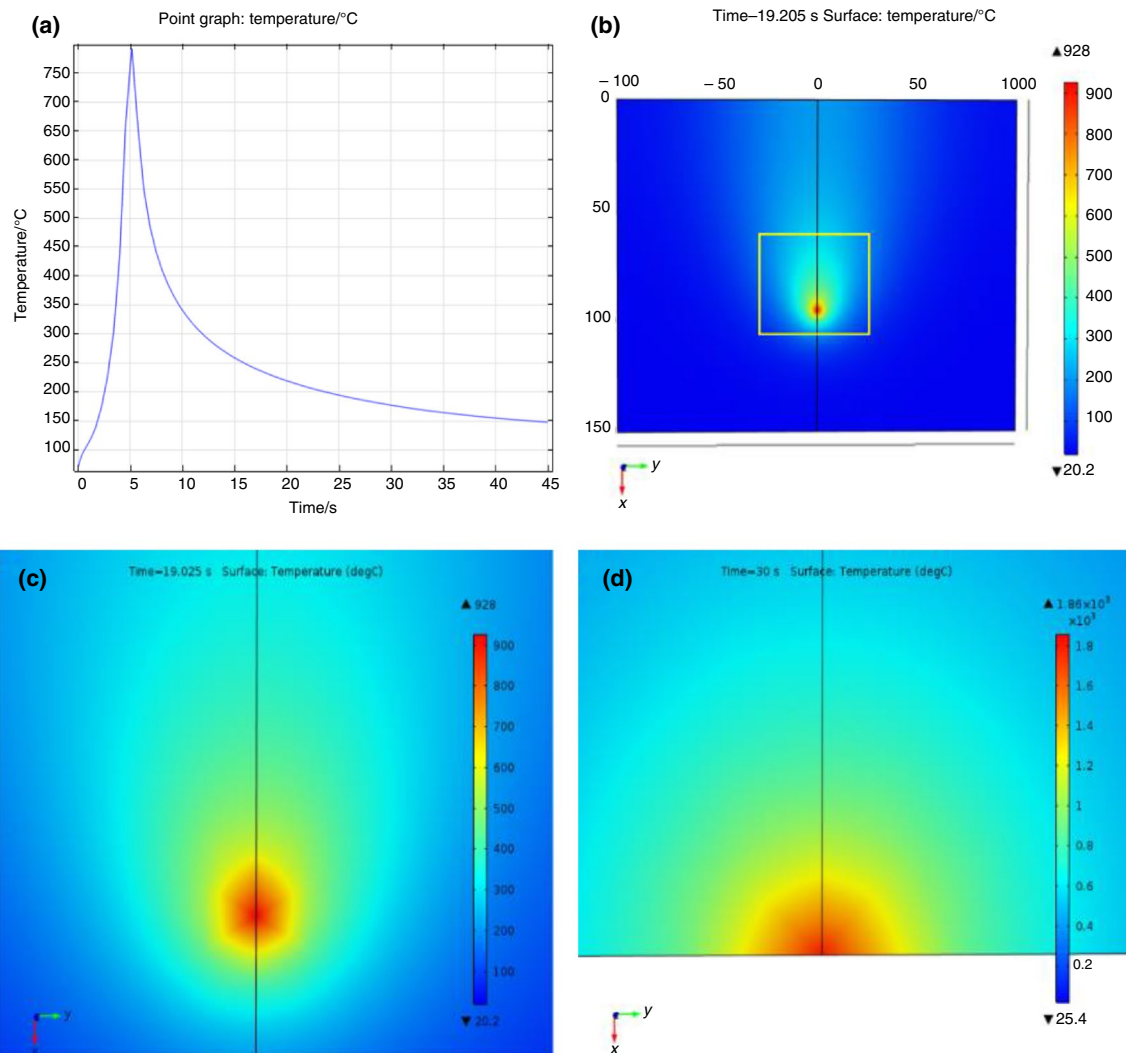 (a)
Point graph: temperature/°C
Temperature/°C
750
700
650
600
550
500
450
400
350
300
250
200
150
100
0 5 10 15 20 25 30 35 40 45
Time/s
(b)
Time–19.205 s Surface: temperature/°C
▲928
– 100 – 50 0 50 1000
0
50
100
150
900
800
700
600
500
400
300
200
100
▼20.2
y
x
(c)
Time=19.025 s Surface: Temperature (degC)
▲ 928
900
800
700
600
500
400
300
200
100
▼ 20.2
y
x
(d)
Time=30 s Surface: Temperature (degC)
▲ 1.86×10³
×10³
1.8
1.6
1.4
1.2
1
0.8
0.6
0.4
0.2
▼25.4
y
x